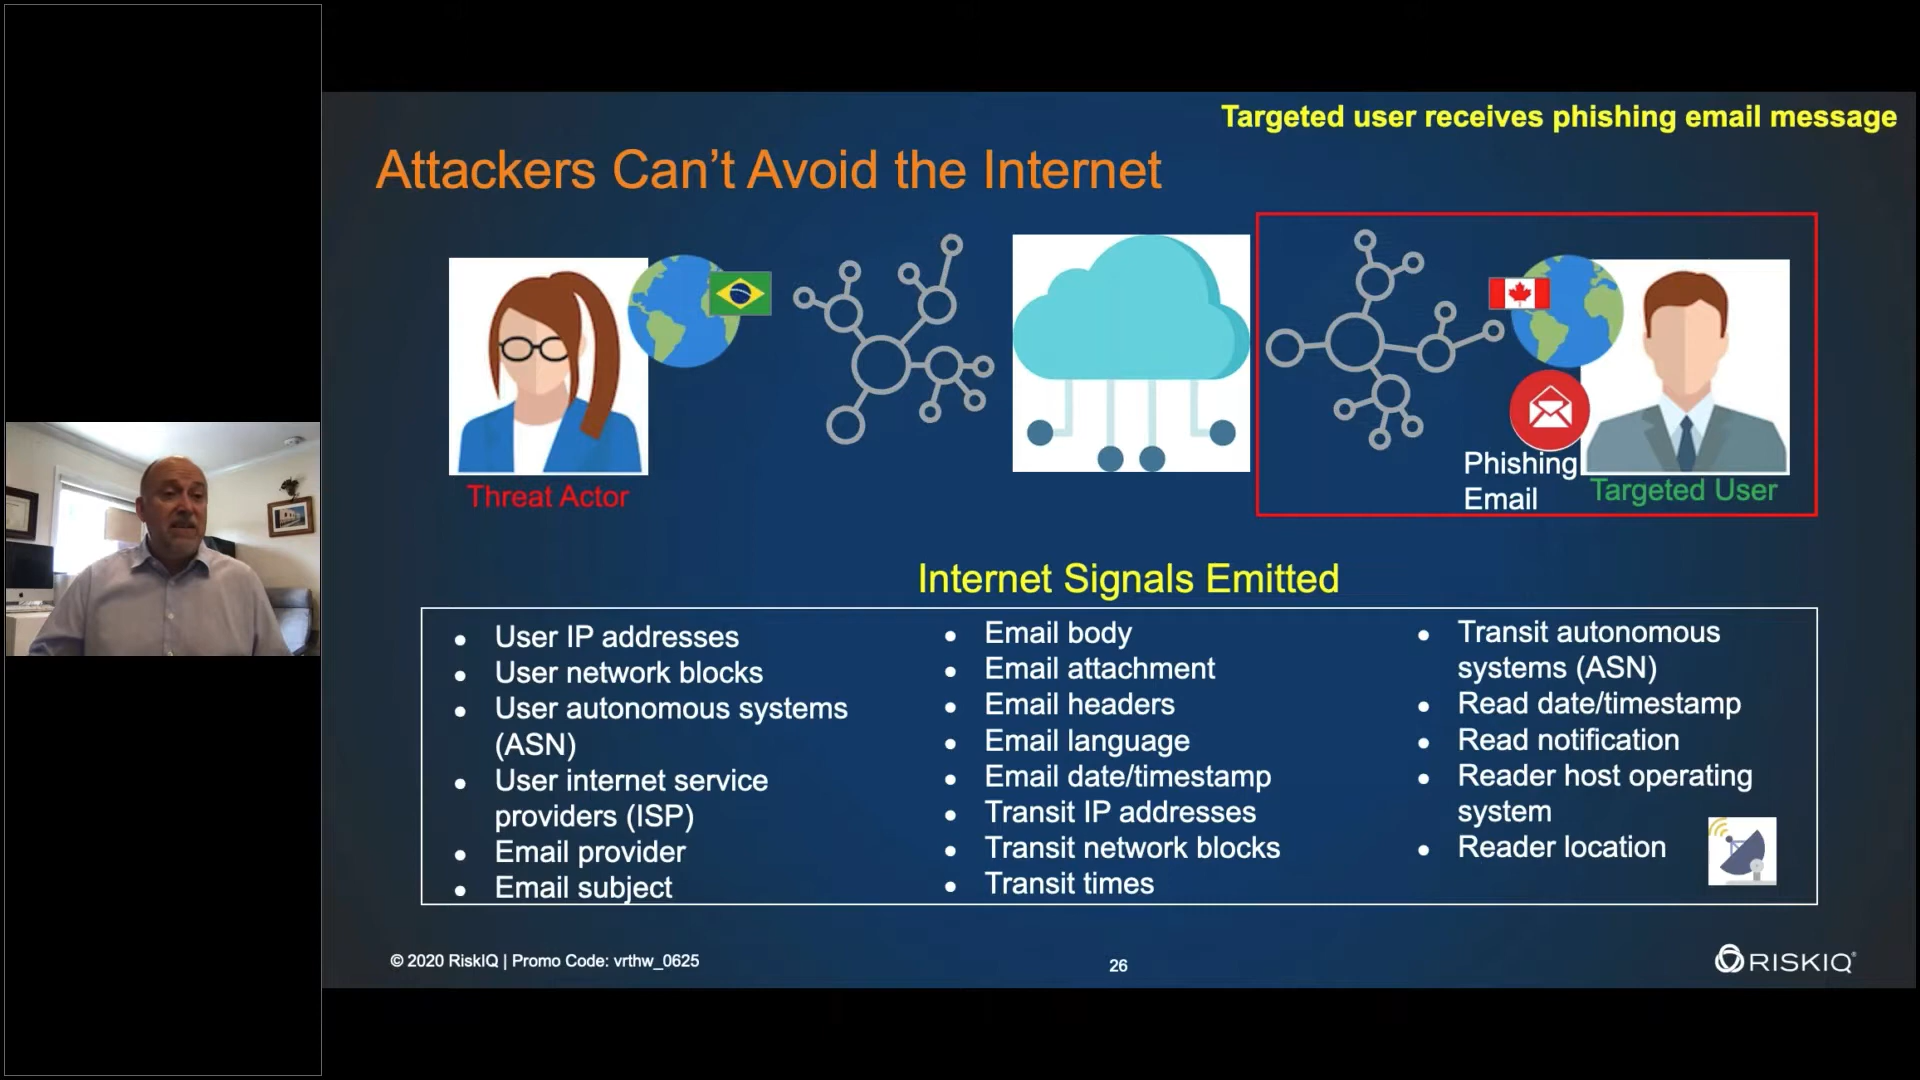 Targeted user receives phishing email message
Attackers Can’t Avoid the Internet
Threat Actor
Phishing
Email
Targeted User
Internet Signals Emitted
• User IP addresses
• User network blocks
• User autonomous systems
(ASN)
• User internet service
providers (ISP)
• Email provider
• Email subject
• Email body
• Email attachment
• Email headers
• Email language
• Email date/timestamp
• Transit IP addresses
• Transit network blocks
• Transit times
• Transit autonomous
systems (ASN)
• Read date/timestamp
• Read notification
• Reader host operating
system
• Reader location
© 2020 RiskIQ | Promo Code: vrthw_0625
26
RISKIQ